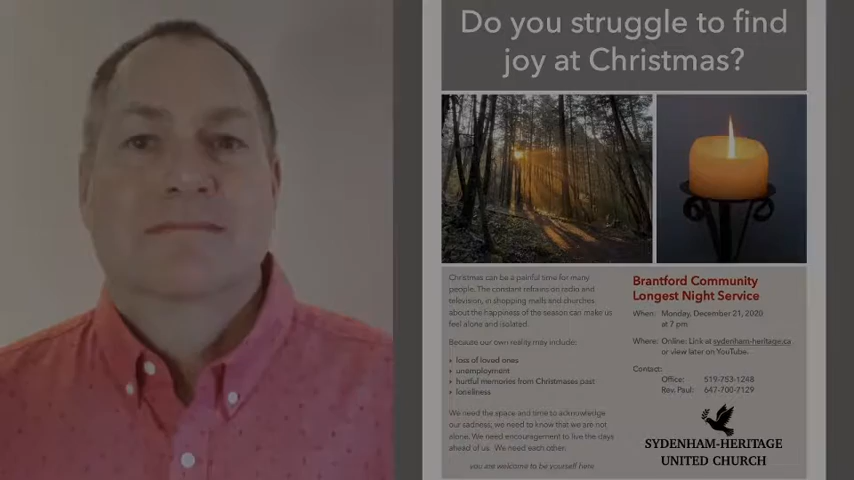 Do you struggle to find
joy at Christmas?
Christmas can be a painful time for many
people. The constant refrains on radio and
television, in shopping malls and churches,
about the happiness of the season can make us
feel alone and isolated.
Because our own reality may include:
loss of loved ones
unemployment
hurtful memories from Christmases past
loneliness
We need the space and time to acknowledge
our sadness, we need to know that we are not
alone. We need encouragement to live the days
ahead of us. We need each other.
you are welcome to be yourself here
Brantford Community
Longest Night Service
When: Monday, December 21, 2020
at 7 pm
Where: Online: Link at sydenham-heritage.ca
or view later on YouTube.
Contact:
Office: 519-753-1248
Rev. Paul: 647-700-7129
SYDENHAM-HERITAGE
UNITED CHURCH